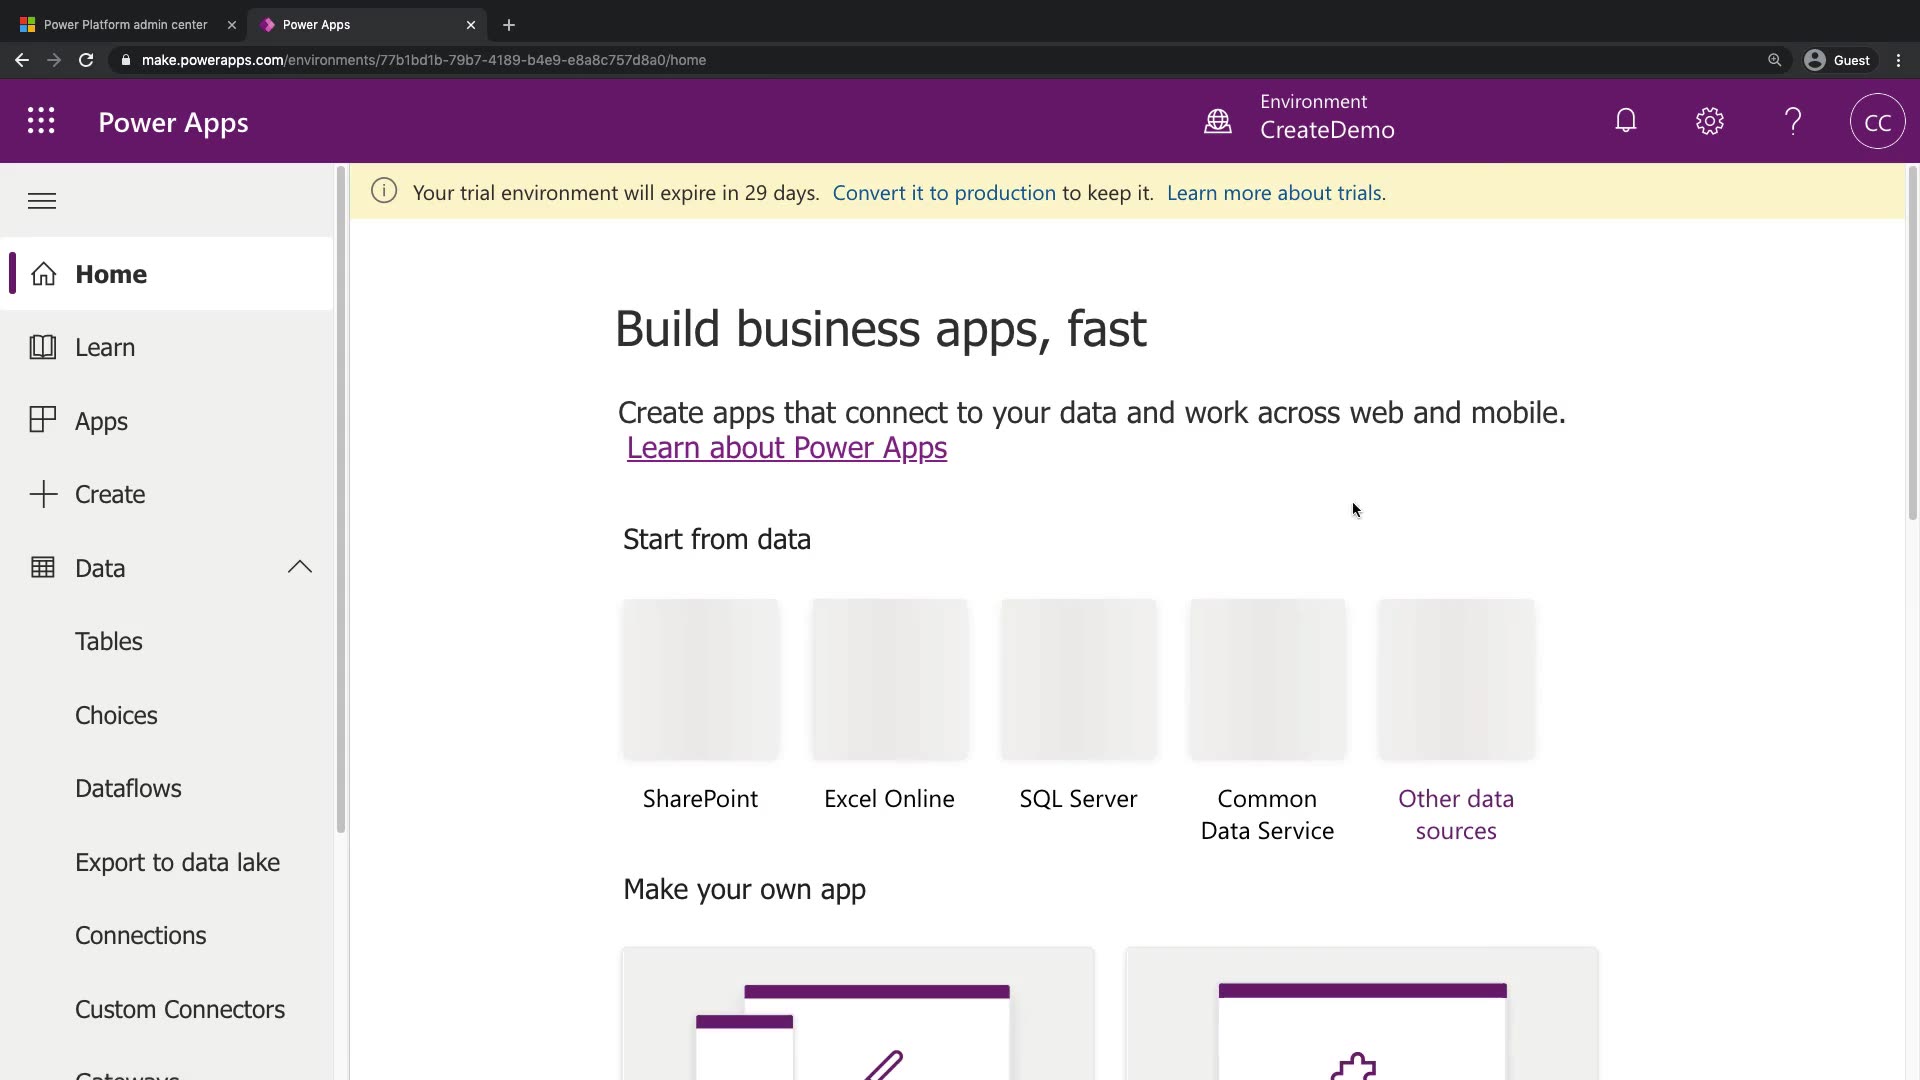 Power Platform admin center
Power Apps
make.powerapps.com/environments/77b1bd1b-79b7-4189-b4e9-e8a8c757d8a0/home
Guest
Power Apps
Environment
CreateDemo
CC
Your trial environment will expire in 29 days. Convert it to production to keep it. Learn more about trials.
Home
Learn
Apps
Create
Data
Tables
Choices
Dataflows
Export to data lake
Connections
Custom Connectors
Gateways
Build business apps, fast
Create apps that connect to your data and work across web and mobile.
Learn about Power Apps
Start from data
SharePoint
Excel Online
SQL Server
Common
Data Service
Other data
sources
Make your own app